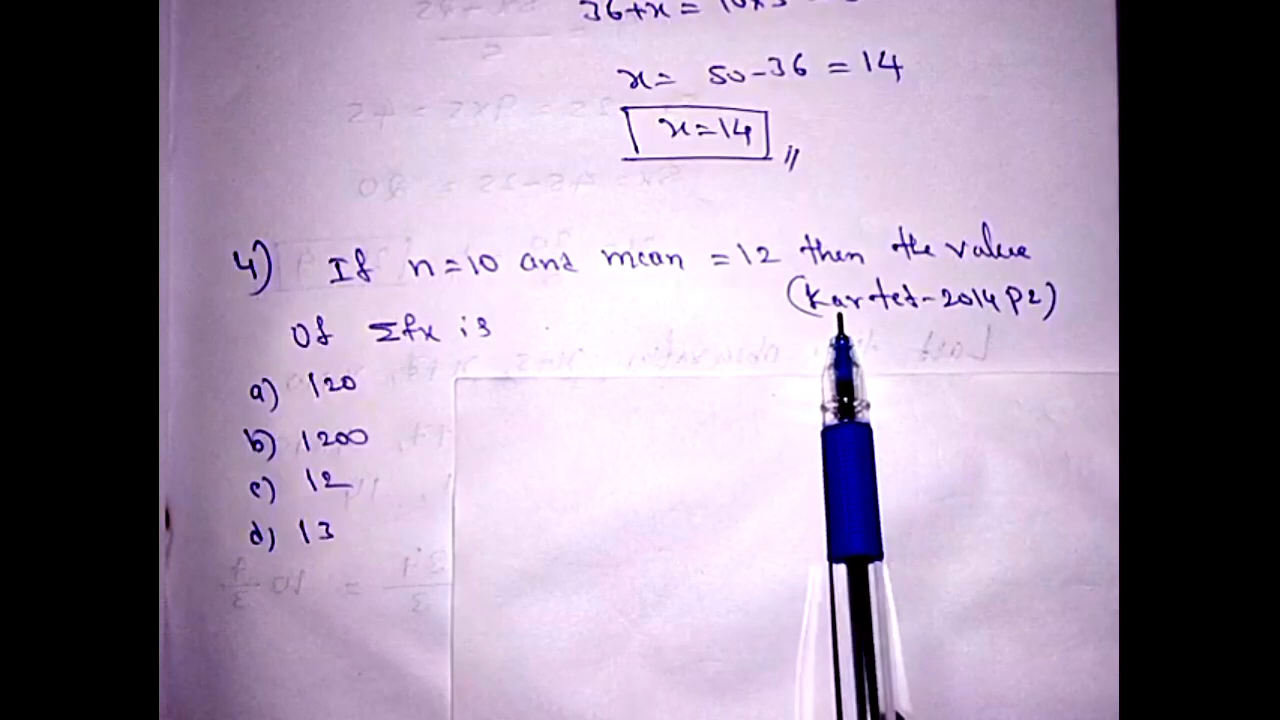 36+x =
x = 50-36 = 14
x=14 //
4) If n=10 and mean =12 then the value
(Kartet-2014 P2)
Of Σfx is
a) 120
b) 1200
c) 12
d) 13